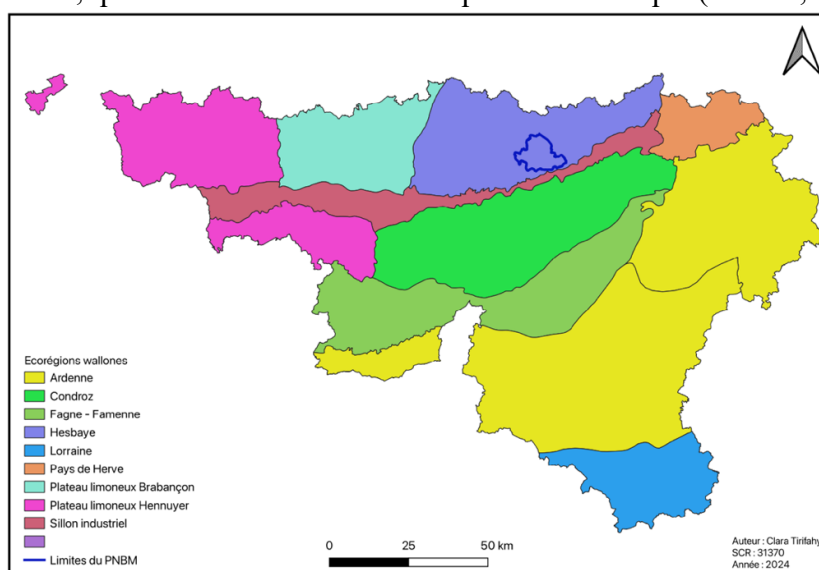 Ecorégions wallones
Ardenne
Condroz
Fagne - Famenne
Hesbaye
Lorraine
Pays de Herve
Plateau limoneux Brabançon
Plateau limoneux Hennuyer
Sillon industriel
Limites du PNBM
0 25 50 km
Auteur : Clara Tirifahy
SCR : 31370
Année : 2024